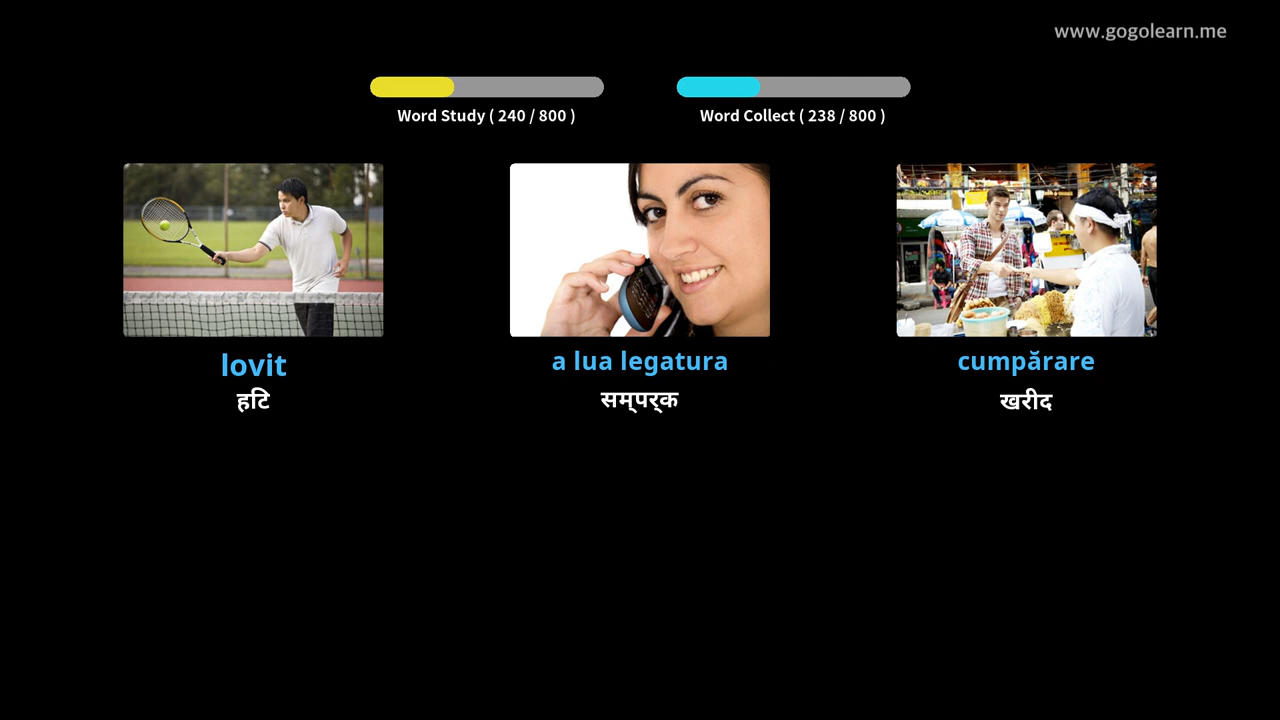 www.gogolearn.me
Word Study ( 240 / 800 )
Word Collect ( 238 / 800 )
lovit
a lua legatura
cumpărare
हटि
सम्पर्क
खरीद